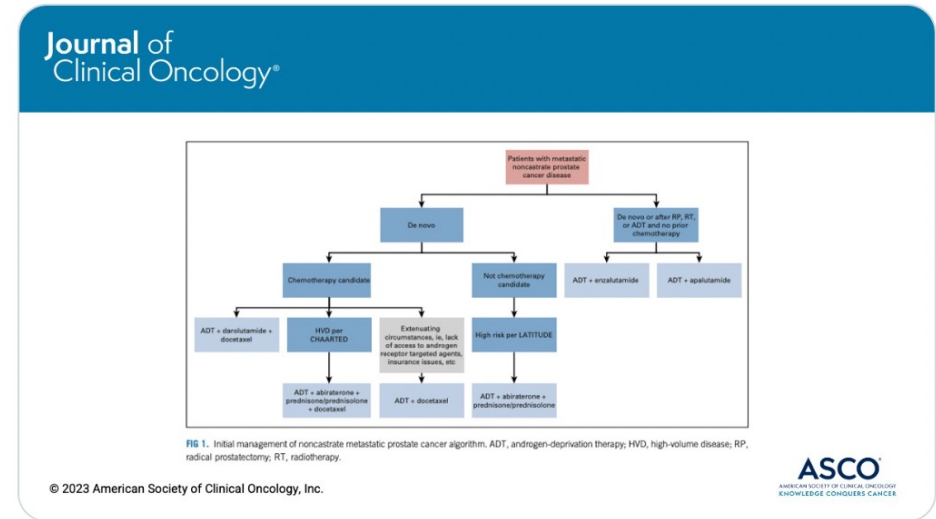 Journal of
Clinical Oncology®
Patients with metastatic
noncastrate prostate
cancer disease
De novo
De novo or after RP, RT,
or ADT and no prior
chemotherapy
Chemotherapy candidate
Not chemotherapy
candidate
ADT + enzalutamide
ADT + apalutamide
ADT + darolutamide +
docetaxel
HVD per
CHAARTED
Extenuating
circumstances, ie, lack
of access to androgen
receptor targeted agents,
insurance issues, etc
High risk per LATITUDE
ADT + abiraterone +
prednisone/prednisolone
+ docetaxel
ADT + docetaxel
ADT + abiraterone +
prednisone/prednisolone
FIG 1. Initial management of noncastrate metastatic prostate cancer algorithm. ADT, androgen-deprivation therapy; HVD, high-volume disease; RP,
radical prostatectomy; RT, radiotherapy.
© 2023 American Society of Clinical Oncology, Inc.
ASCO
AMERICAN SOCIETY OF CLINICAL ONCOLOGY
KNOWLEDGE CONQUERS CANCER